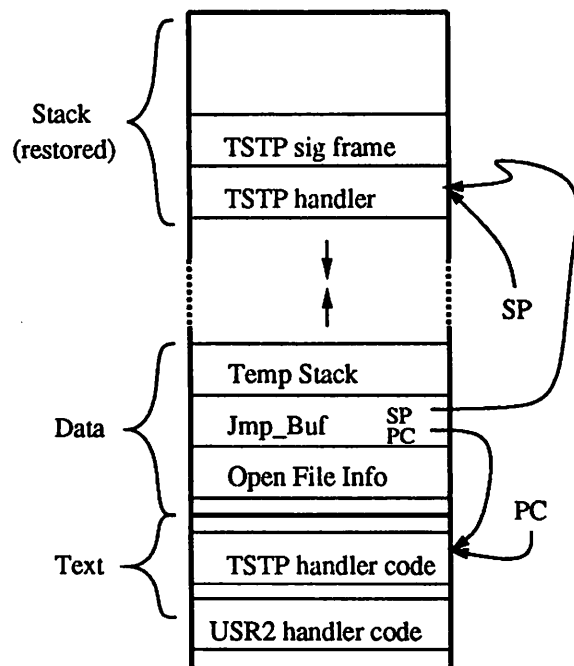 Stack
(restored)
TSTP sig frame
TSTP handler
SP
Temp Stack
Data
Jmp_Buf
SP
PC
Open File Info
PC
Text
TSTP handler code
USR2 handler code